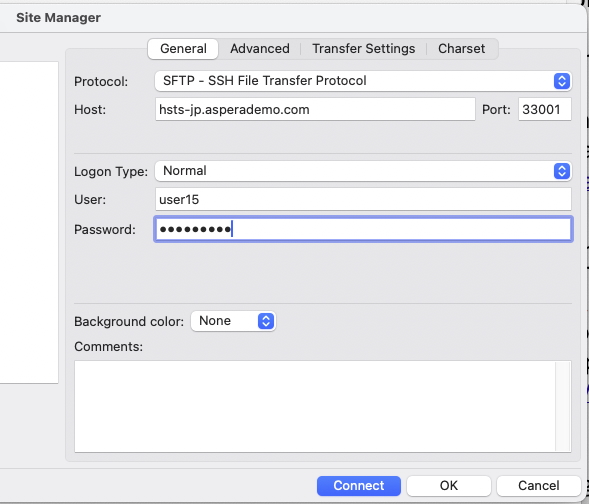 Site Manager
General Advanced Transfer Settings Charset
Protocol: SFTP - SSH File Transfer Protocol
Host: hsts-jp.asperademo.com Port: 33001
Logon Type: Normal
User: user15
Password: •••••••••
Background color: None
Comments:
Connect OK Cancel